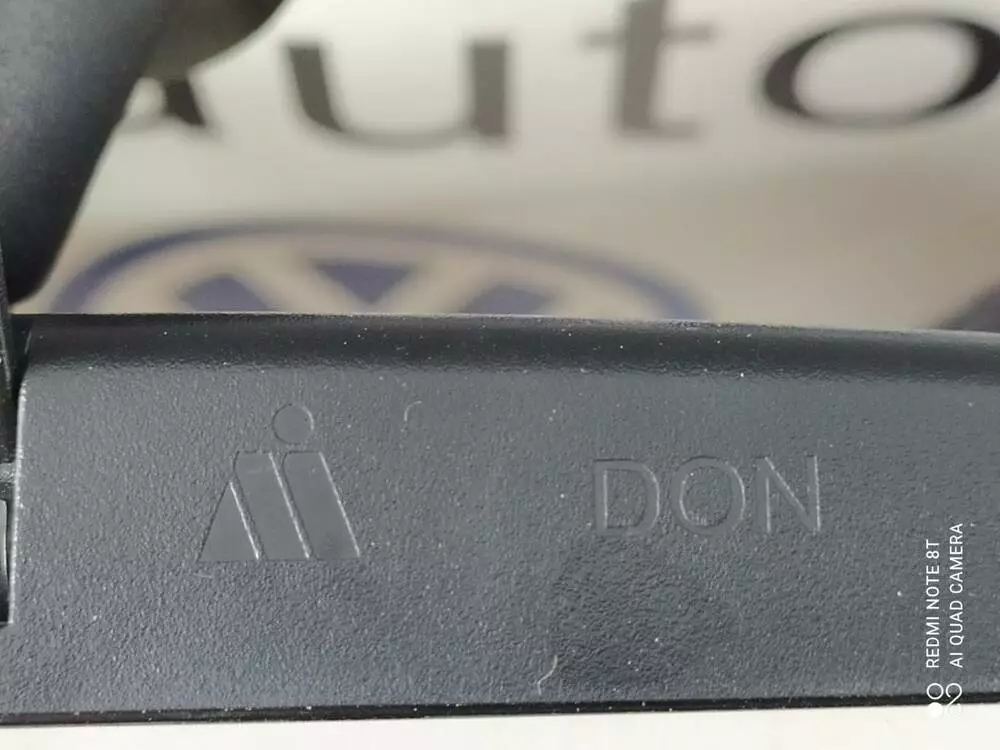 auto
DON
REDMI NOTE 8T
AI QUAD CAMERA